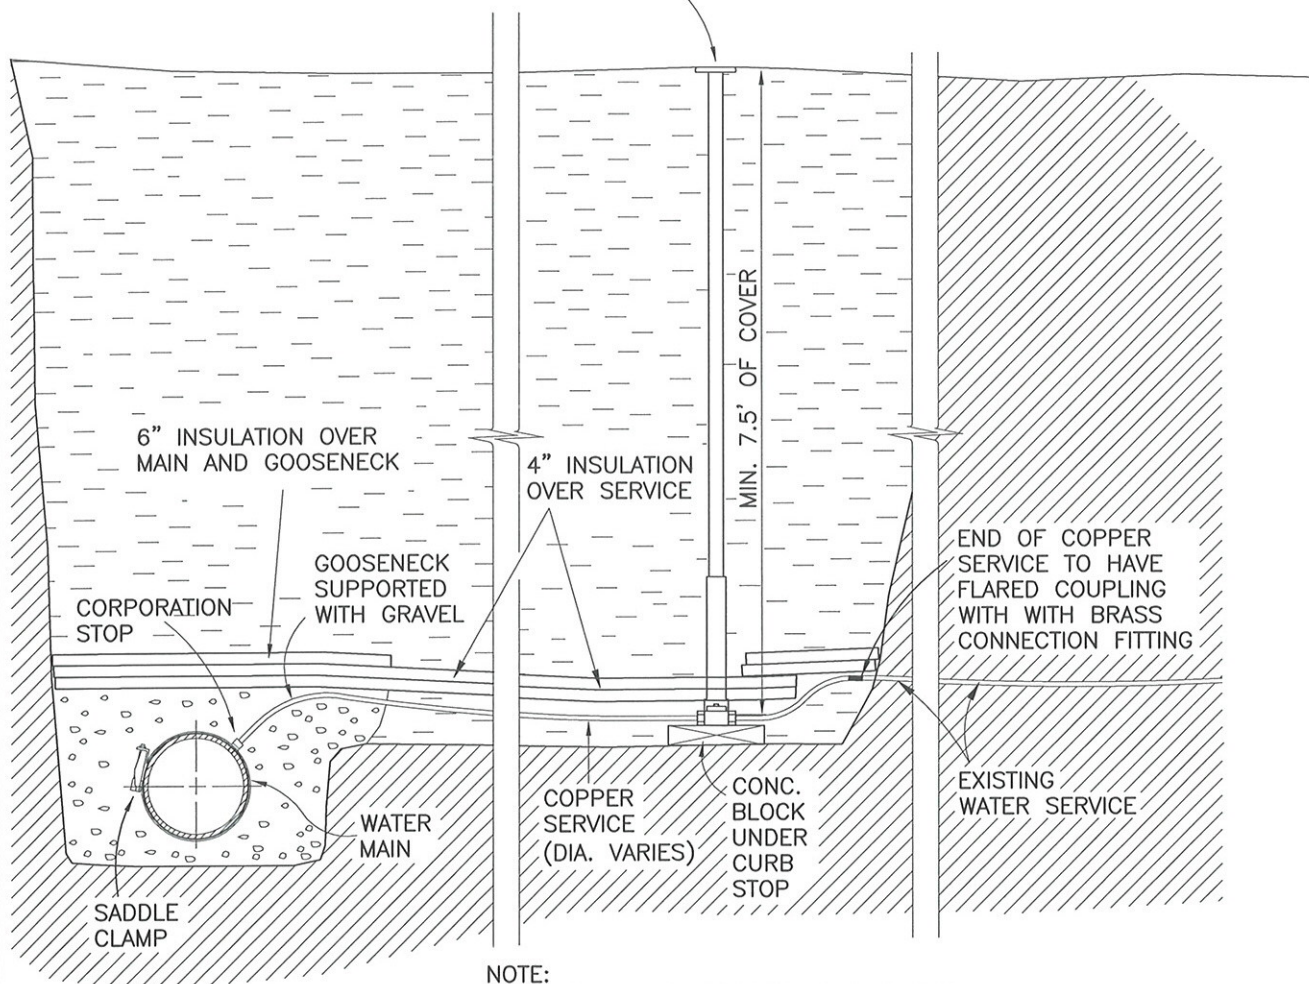 6" INSULATION OVER
MAIN AND GOOSENECK
4" INSULATION
OVER SERVICE
MIN. 7.5' OF COVER
GOOSENECK
SUPPORTED
WITH GRAVEL
CORPORATION
STOP
END OF COPPER
SERVICE TO HAVE
FLARED COUPLING
WITH WITH BRASS
CONNECTION FITTING
WATER
MAIN
SADDLE
CLAMP
COPPER
SERVICE
(DIA. VARIES)
CONC.
BLOCK
UNDER
CURB
STOP
EXISTING
WATER SERVICE
NOTE: